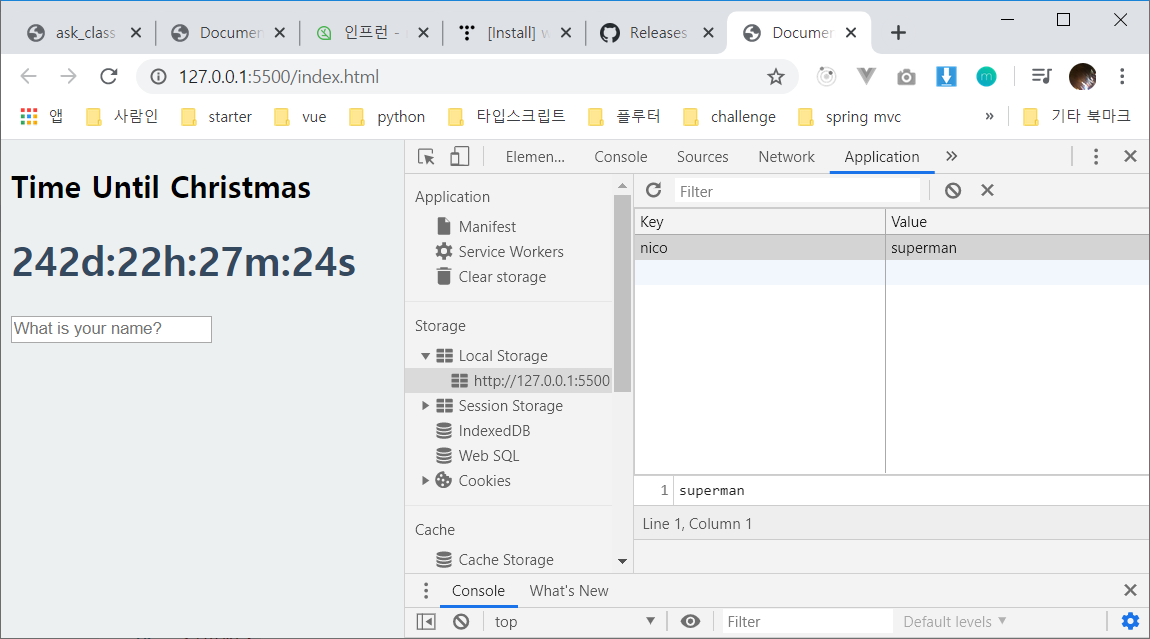 ask_class
Documen
인프런 -
[Install] w
Releases
Documen
127.0.0.1:5500/index.html
앱
사람인
starter
vue
python
타입스크립트
플루터
challenge
spring mvc
»
기타 북마크
Time Until Christmas
242d:22h:27m:24s
What is your name?
Elemen...
Console
Sources
Network
Application
»
Application
Manifest
Service Workers
Clear storage
Storage
Local Storage
http://127.0.0.1:5500
Session Storage
IndexedDB
Web SQL
Cookies
Cache
Cache Storage
Filter
Key
Value
nico
superman
1 superman
Line 1, Column 1
Console
What's New
top
Filter
Default levels